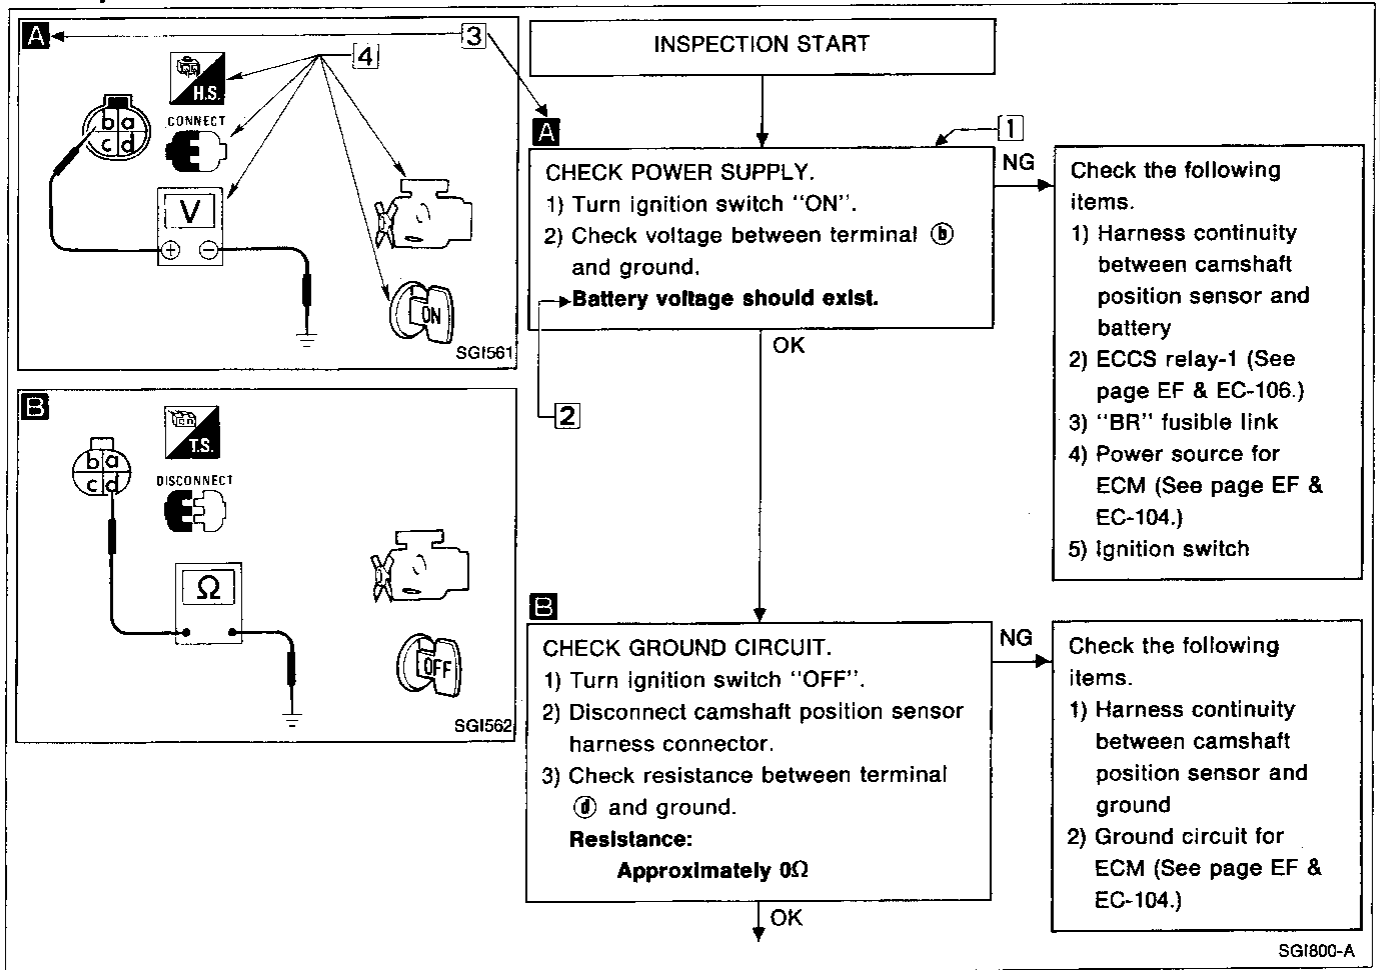 A
3
4
H.S.
CONNECT
b a
c d
V
+ −
ON
SGI561
B
T.S.
b a
c d
DISCONNECT
Ω
OFF
SGI562
INSPECTION START
A
1
CHECK POWER SUPPLY.
1) Turn ignition switch "ON".
2) Check voltage between terminal ⓑ
and ground.
Battery voltage should exist.
2
NG
OK
Check the following
items.
1) Harness continuity
between camshaft
position sensor and
battery
2) ECCS relay-1 (See
page EF & EC-106.)
3) "BR" fusible link
4) Power source for
ECM (See page EF &
EC-104.)
5) Ignition switch
B
CHECK GROUND CIRCUIT.
1) Turn ignition switch "OFF".
2) Disconnect camshaft position sensor
harness connector.
3) Check resistance between terminal
ⓓ and ground.
Resistance:
Approximately 0Ω
NG
OK
Check the following
items.
1) Harness continuity
between camshaft
position sensor and
ground
2) Ground circuit for
ECM (See page EF &
EC-104.)
SGI800-A